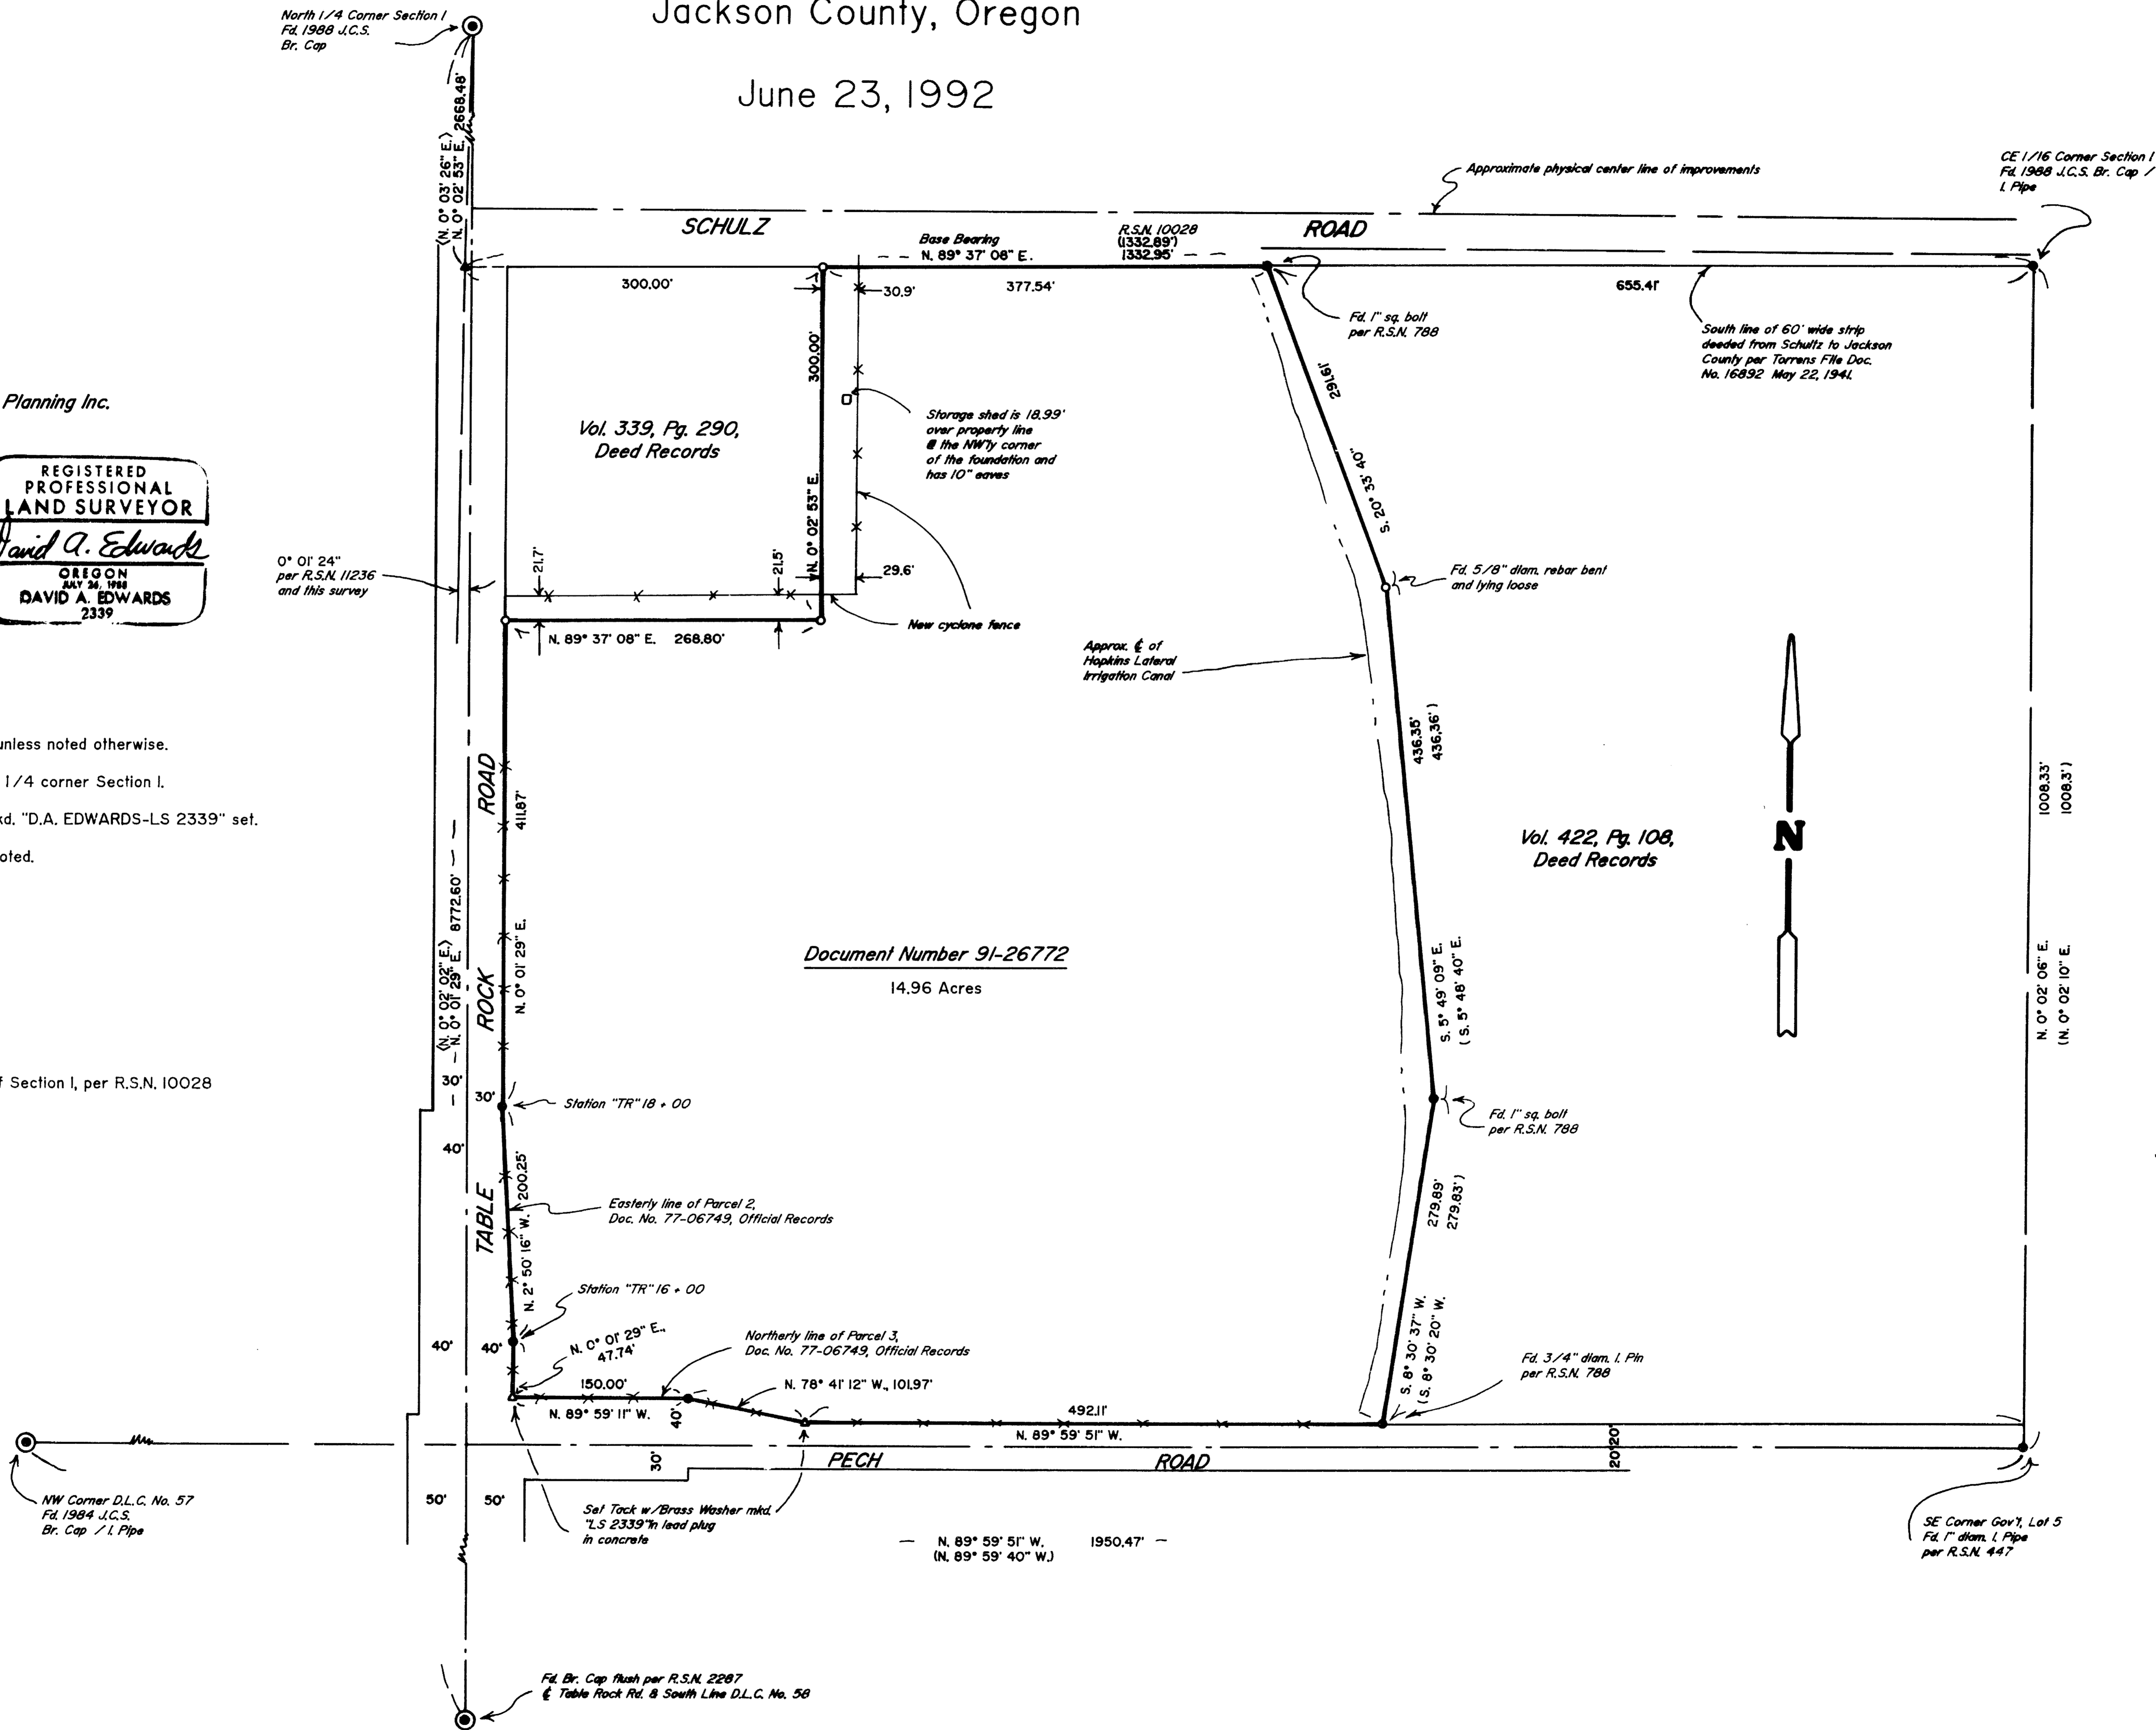 Jackson County, Oregon
June 23, 1992
North 1/4 Corner Section 1
Fd. 1988 J.C.S.
Br. Cap
⟨N. 0° 03' 26" E.⟩
N. 0° 02' 53" E. 2668.48'
Approximate physical center line of improvements
CE 1/16 Corner Section 1
Fd. 1988 J.C.S. Br. Cap /
I. Pipe
SCHULZ ROAD
Base Bearing
N. 89° 37' 08" E.
R.S.N. 10028
(1332.89')
1332.95'
300.00'
30.9'
377.54'
655.41'
Fd. 1" sq. bolt
per R.S.N. 788
South line of 60' wide strip
deeded from Schultz to Jackson
County per Torrens File Doc.
No. 16892 May 22, 1941.
300.00'
N. 0° 02' 53" E.
291.61'
S. 20° 33' 40"
Planning Inc.
Vol. 339, Pg. 290,
Deed Records
Storage shed is 18.99'
over property line
@ the NW'ly corner
of the foundation and
has 10" eaves
REGISTERED
PROFESSIONAL
LAND SURVEYOR
David A. Edwards
OREGON
JULY 26, 1988
DAVID A. EDWARDS
2339
0° 01' 24"
per R.S.N. 11236
and this survey
21.7'
21.5'
29.6'
New cyclone fence
N. 89° 37' 08" E. 268.80'
Fd. 5/8" diam. rebar bent
and lying loose
Approx. ℄ of
Hopkins Lateral
Irrigation Canal
unless noted otherwise.
1/4 corner Section 1.
kd. "D.A. EDWARDS-LS 2339" set.
oted.
f Section 1, per R.S.N. 10028
TABLE ROCK ROAD
411.87'
N. 0° 01' 29" E.
⟨N. 0° 02' 02" E.⟩
N. 0° 01' 29" E. 8772.60'
436.35'
436.36')
S. 5° 49' 09" E.
(S. 5° 48' 40" E.
Vol. 422, Pg. 108,
Deed Records
N
1008.33'
1008.3')
N. 0° 02' 06" E.
(N. 0° 02' 10" E.
Document Number 91-26772
14.96 Acres
30'
30'
Station "TR" 18 + 00
40'
Fd. 1" sq. bolt
per R.S.N. 788
N. 2° 50' 16" W. 200.25'
Easterly line of Parcel 2,
Doc. No. 77-06749, Official Records
279.89'
279.83')
S. 8° 30' 37" W.
(S. 8° 30' 20" W.
Station "TR" 16 + 00
40'
40'
N. 0° 01' 29" E.,
47.74'
Northerly line of Parcel 3,
Doc. No. 77-06749, Official Records
Fd. 3/4" diam. I. Pin
per R.S.N. 788
150.00'
N. 89° 59' 11" W.
40'
N. 78° 41' 12" W., 101.97'
492.11'
N. 89° 59' 51" W.
20'
20'
30'
PECH ROAD
NW Corner D.L.C. No. 57
Fd. 1984 J.C.S.
Br. Cap / I. Pipe
50'
50'
Set Tack w/Brass Washer mkd.
"LS 2339" in lead plug
in concrete
N. 89° 59' 51" W. 1950.47'
(N. 89° 59' 40" W.)
SE Corner Gov't. Lot 5
Fd. 1" diam. I. Pipe
per R.S.N. 447
Fd. Br. Cap flush per R.S.N. 2287
℄ Table Rock Rd. & South Line D.L.C. No. 58